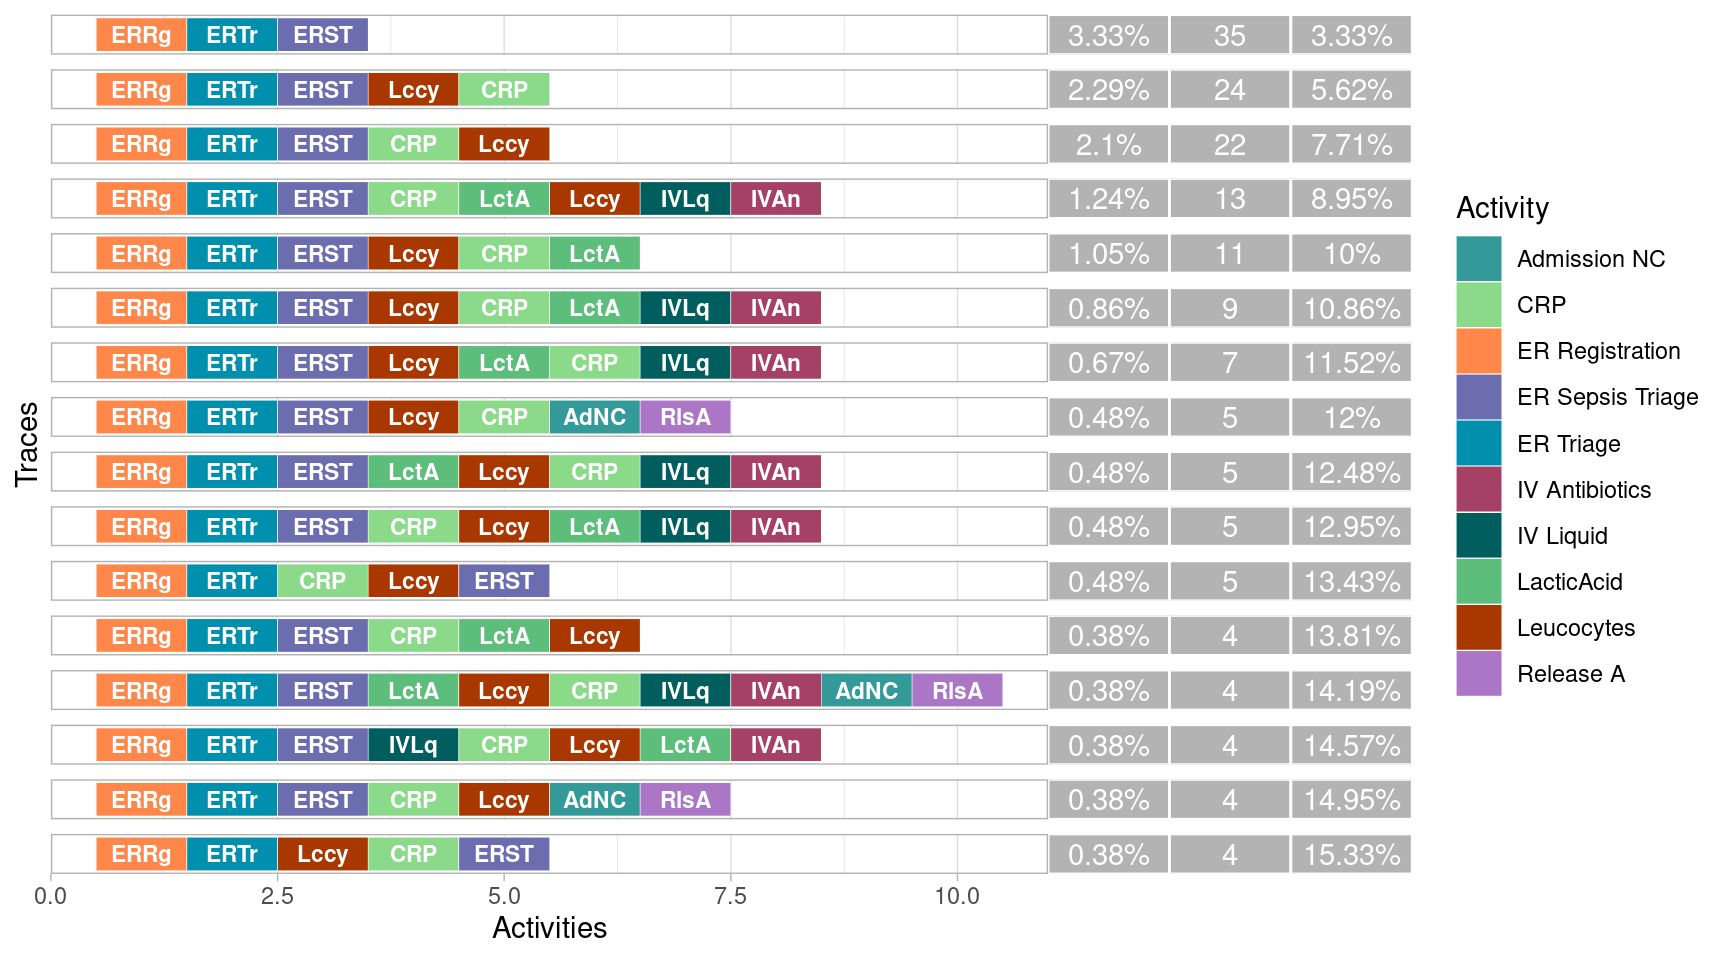 ERRg ERTr ERST 3.33% 35 3.33%
ERRg ERTr ERST Lccy CRP 2.29% 24 5.62%
ERRg ERTr ERST CRP Lccy 2.1% 22 7.71%
ERRg ERTr ERST CRP LctA Lccy IVLq IVAn 1.24% 13 8.95%
ERRg ERTr ERST Lccy CRP LctA 1.05% 11 10%
ERRg ERTr ERST Lccy CRP LctA IVLq IVAn 0.86% 9 10.86%
ERRg ERTr ERST Lccy LctA CRP IVLq IVAn 0.67% 7 11.52%
ERRg ERTr ERST Lccy CRP AdNC RlsA 0.48% 5 12%
ERRg ERTr ERST LctA Lccy CRP IVLq IVAn 0.48% 5 12.48%
ERRg ERTr ERST CRP Lccy LctA IVLq IVAn 0.48% 5 12.95%
ERRg ERTr CRP Lccy ERST 0.48% 5 13.43%
ERRg ERTr ERST CRP LctA Lccy 0.38% 4 13.81%
ERRg ERTr ERST LctA Lccy CRP IVLq IVAn AdNC RlsA 0.38% 4 14.19%
ERRg ERTr ERST IVLq CRP Lccy LctA IVAn 0.38% 4 14.57%
ERRg ERTr ERST CRP Lccy AdNC RlsA 0.38% 4 14.95%
ERRg ERTr Lccy CRP ERST 0.38% 4 15.33%
0.0 2.5 5.0 7.5 10.0
Activities
Traces
Activity
Admission NC
CRP
ER Registration
ER Sepsis Triage
ER Triage
IV Antibiotics
IV Liquid
LacticAcid
Leucocytes
Release A